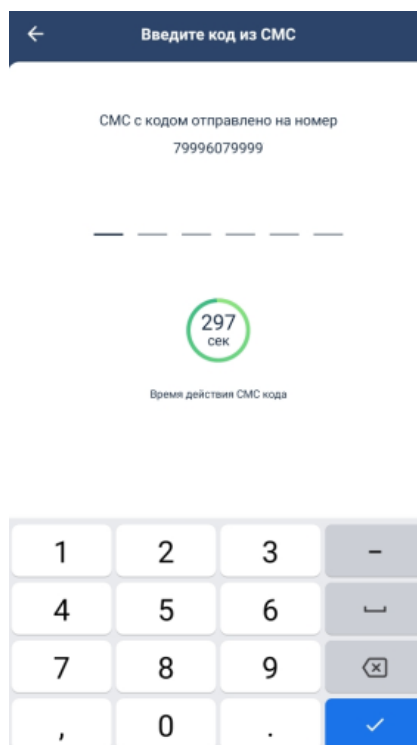 Введите код из СМС
СМС с кодом отправлено на номер
79996079999
297
сек
Время действия СМС кода
1 2 3 -
4 5 6
7 8 9
, 0 .